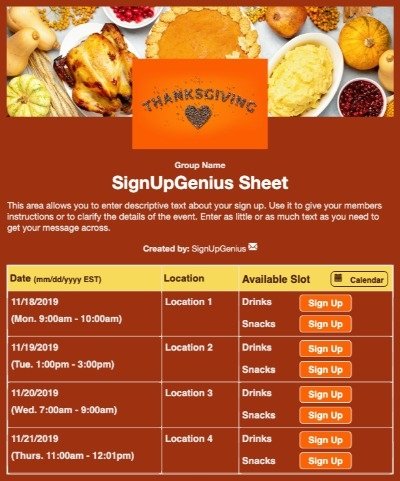 THANKSGIVING
Group Name
SignUpGenius Sheet
This area allows you to enter descriptive text about your sign up. Use it to give your members
instructions or to clarify the details of the event. Enter as little or as much text as you need to
get your message across.
Created by: SignUpGenius
Date (mm/dd/yyyy EST) Location Available Slot Calendar
11/18/2019 Location 1 Drinks Sign Up
(Mon. 9:00am - 10:00am) Snacks Sign Up
11/19/2019 Location 2 Drinks Sign Up
(Tue. 1:00pm - 3:00pm) Snacks Sign Up
11/20/2019 Location 3 Drinks Sign Up
(Wed. 7:00am - 9:00am) Snacks Sign Up
11/21/2019 Location 4 Drinks Sign Up
(Thurs. 11:00am - 12:01pm) Snacks Sign Up